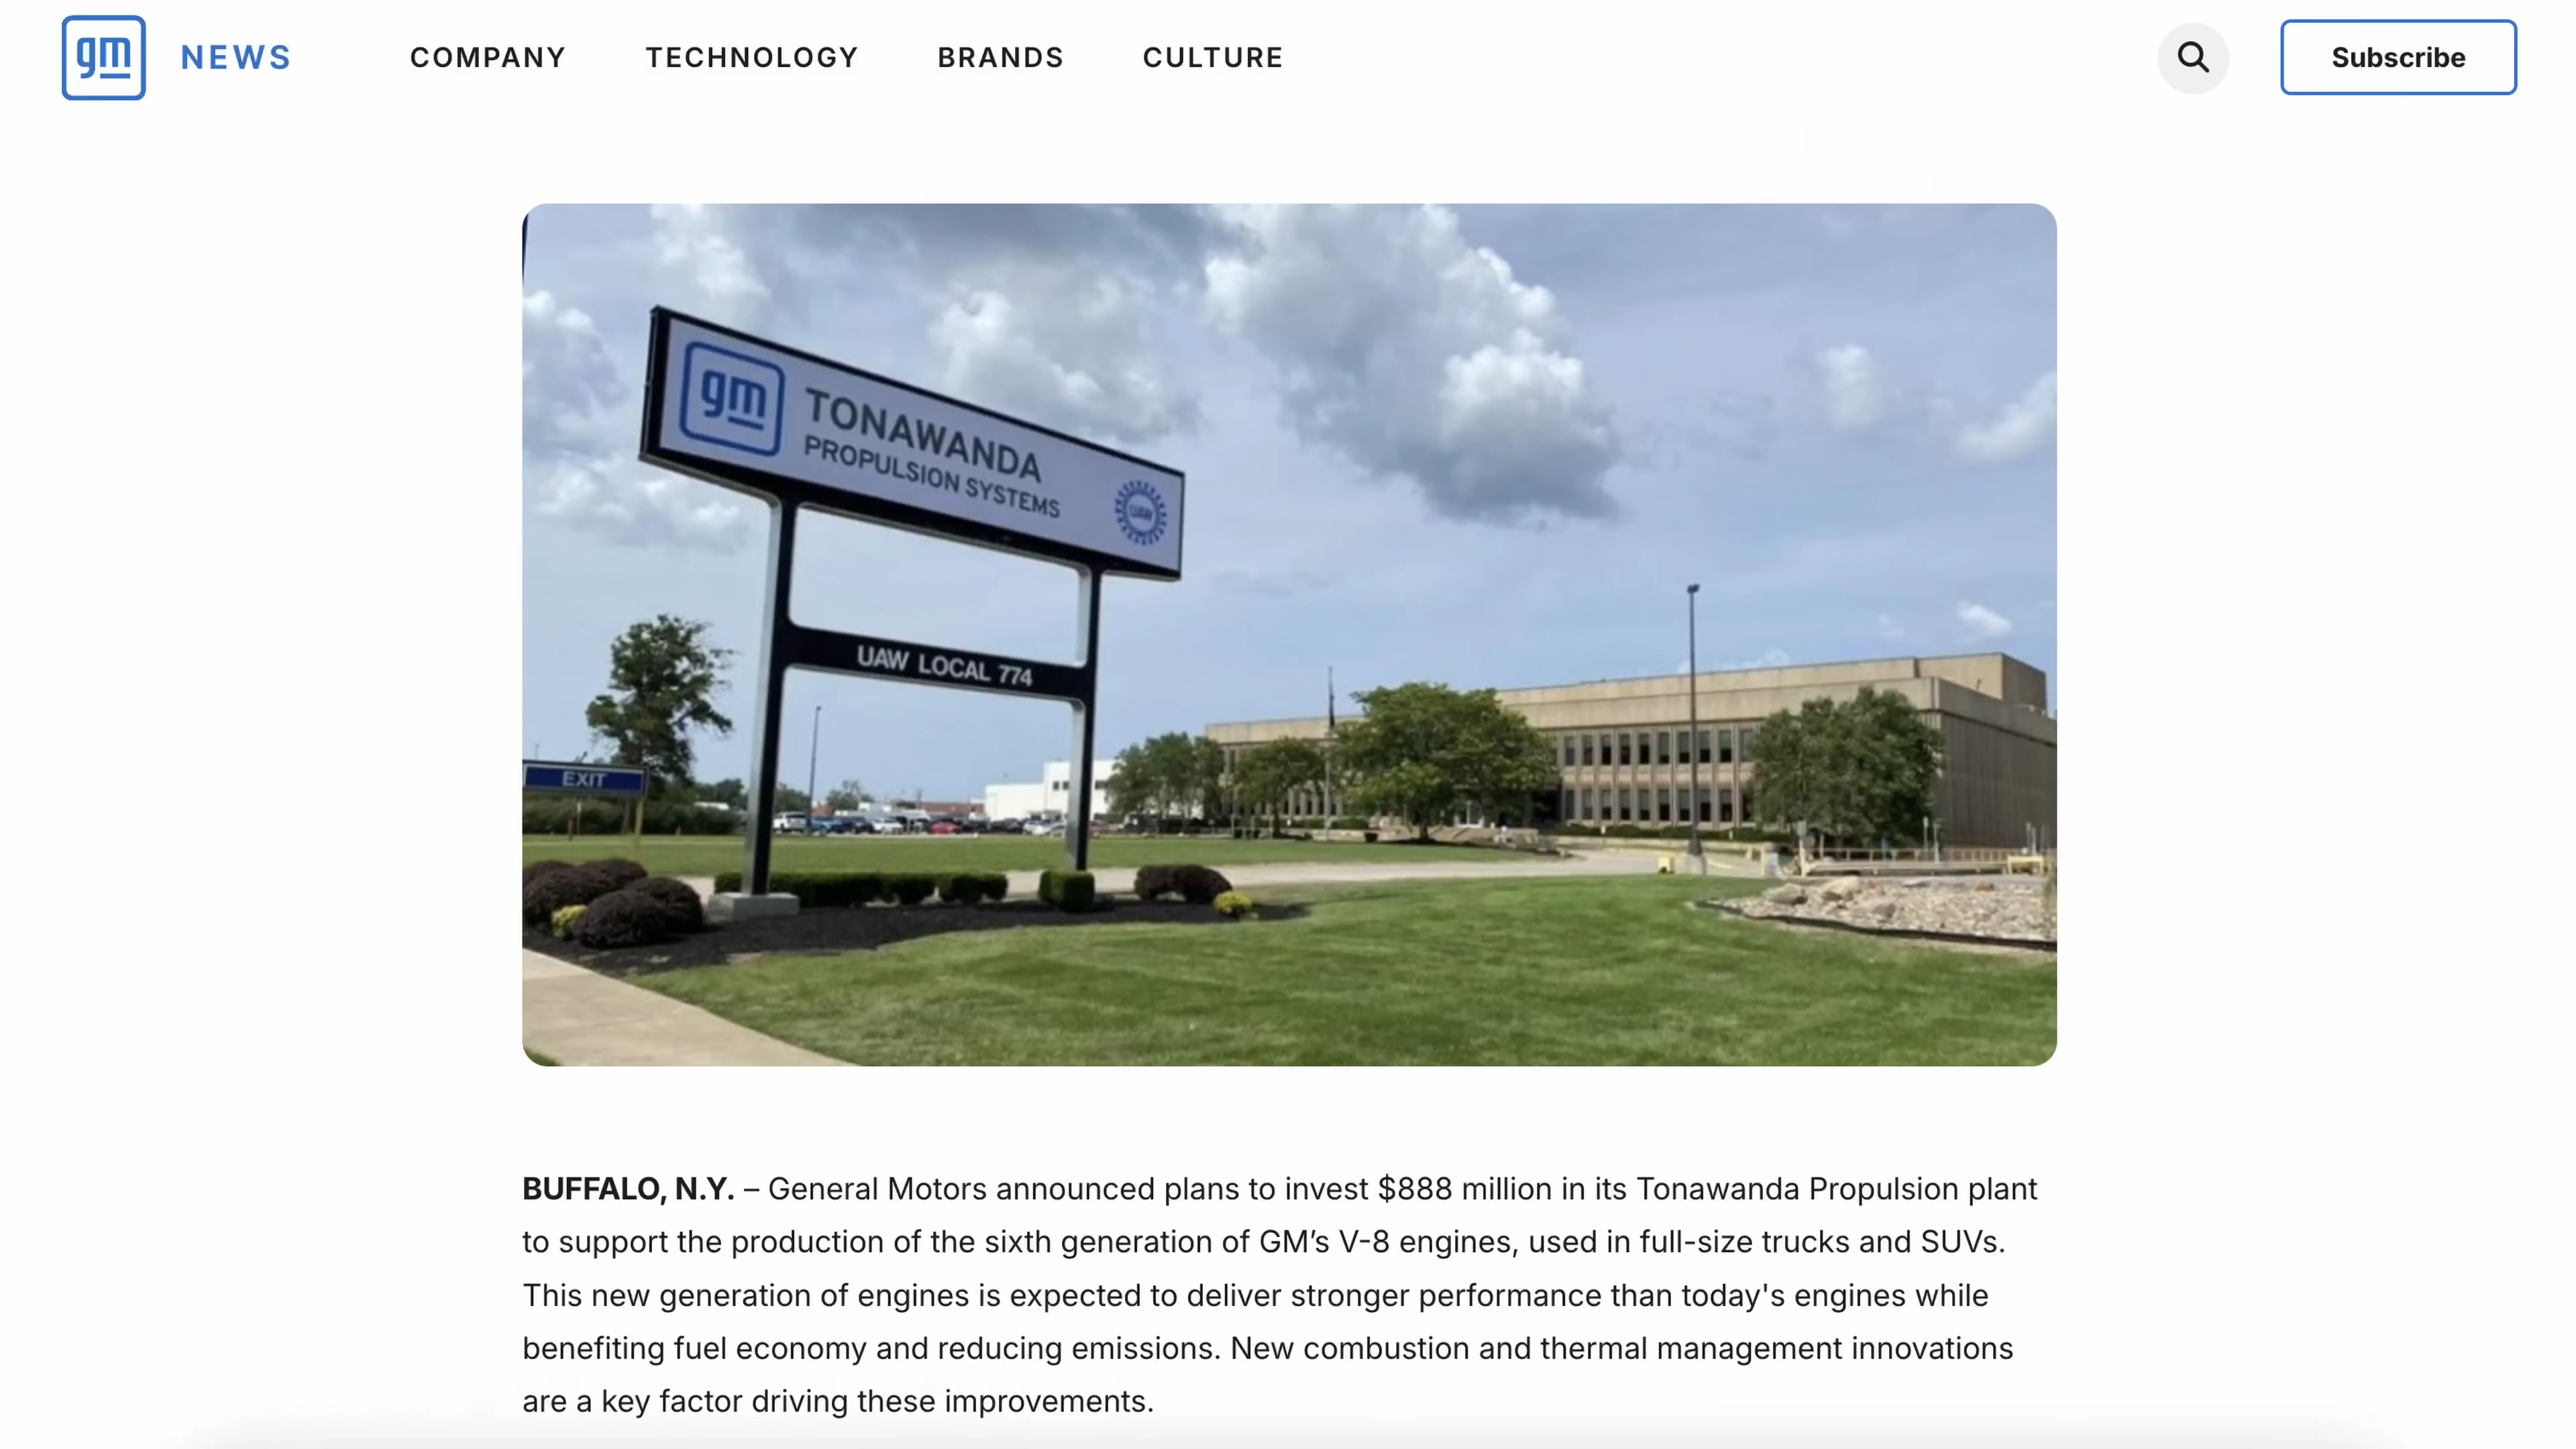 gm NEWS COMPANY TECHNOLOGY BRANDS CULTURE Subscribe
gm TONAWANDA
PROPULSION SYSTEMS
UAW
UAW LOCAL 774
EXIT
BUFFALO, N.Y. – General Motors announced plans to invest $888 million in its Tonawanda Propulsion plant
to support the production of the sixth generation of GM’s V-8 engines, used in full-size trucks and SUVs.
This new generation of engines is expected to deliver stronger performance than today's engines while
benefiting fuel economy and reducing emissions. New combustion and thermal management innovations
are a key factor driving these improvements.